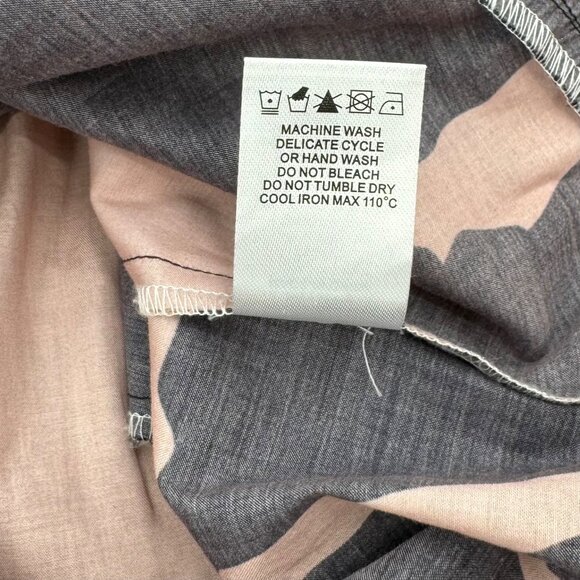 MACHINE WASH
DELICATE CYCLE
OR HAND WASH
DO NOT BLEACH
DO NOT TUMBLE DRY
COOL IRON MAX 110°C